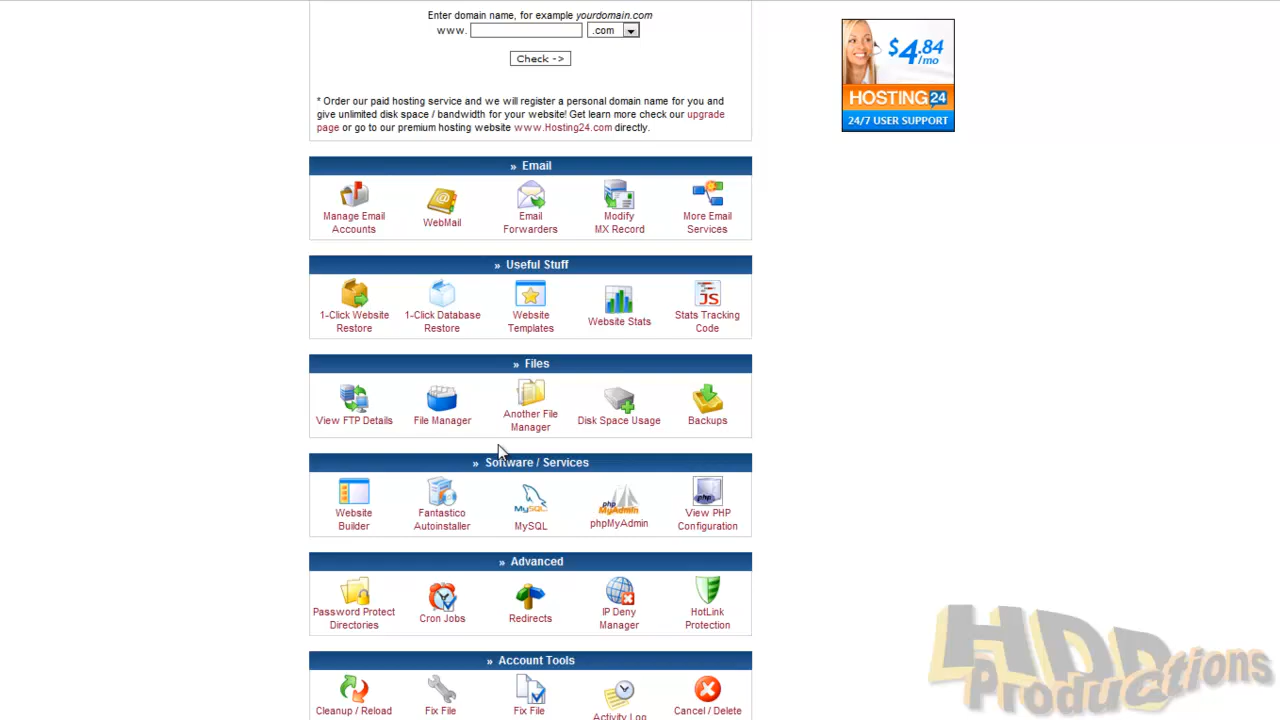 Enter domain name, for example yourdomain.com
www. .com
Check ->
* Order our paid hosting service and we will register a personal domain name for you and
give unlimited disk space / bandwidth for your website! Get learn more check our upgrade
page or go to our premium hosting website www.Hosting24.com directly.
$4.84
/mo
HOSTING 24
24/7 USER SUPPORT
» Email
Manage Email
Accounts
WebMail
Email
Forwarders
Modify
MX Record
More Email
Services
» Useful Stuff
1-Click Website
Restore
1-Click Database
Restore
Website
Templates
Website Stats
JS
Stats Tracking
Code
» Files
View FTP Details
File Manager
Another File
Manager
Disk Space Usage
Backups
» Software / Services
Website
Builder
Fantastico
Autoinstaller
MySQL
MySQL
php
MyAdmin
phpMyAdmin
php
View PHP
Configuration
» Advanced
Password Protect
Directories
Cron Jobs
Redirects
IP Deny
Manager
HotLink
Protection
» Account Tools
Cleanup / Reload
Fix File
Fix File
Activity Log
Cancel / Delete
HDD
Productions